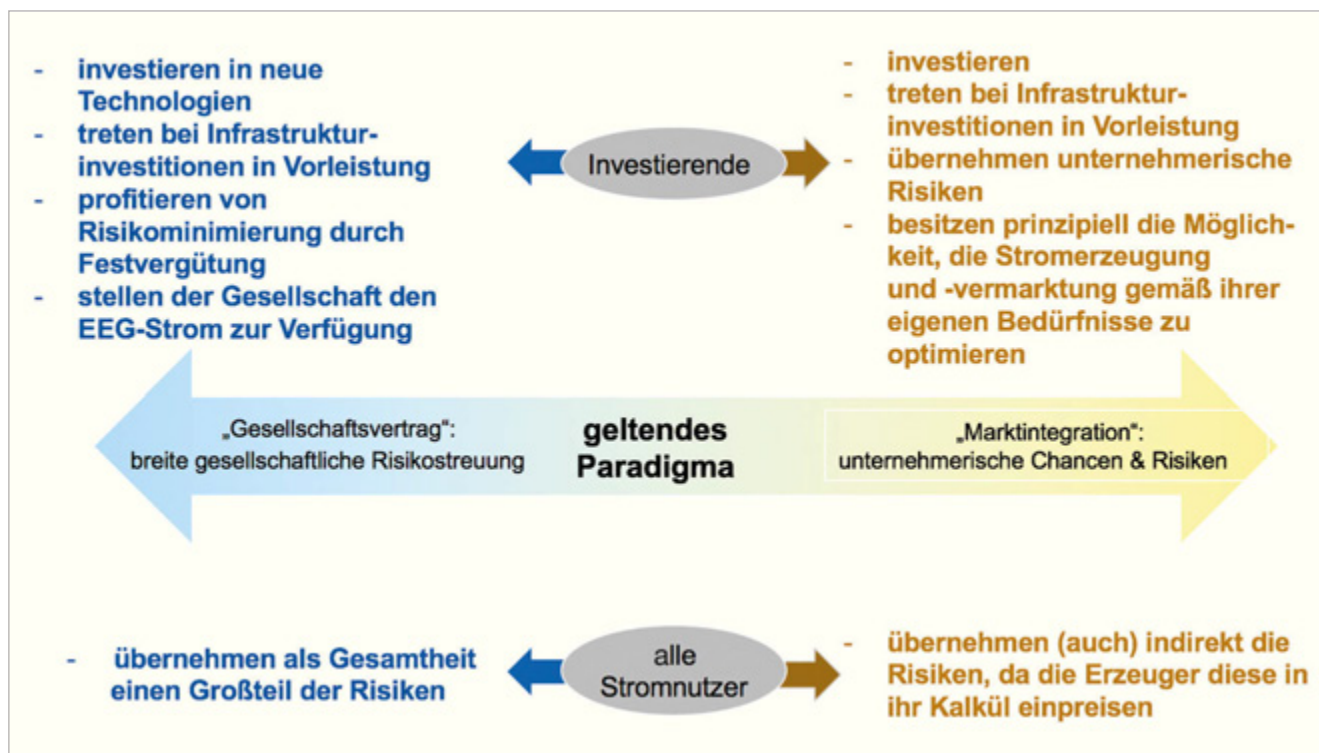 - investieren in neue
Technologien
- treten bei Infrastruktur-
investitionen in Vorleistung
- profitieren von
Risikominimierung durch
Festvergütung
- stellen der Gesellschaft den
EEG-Strom zur Verfügung
Investierende
- investieren
- treten bei Infrastruktur-
investitionen in Vorleistung
- übernehmen unternehmerische
Risiken
- besitzen prinzipiell die Möglich-
keit, die Stromerzeugung
und -vermarktung gemäß ihrer
eigenen Bedürfnisse zu
optimieren
„Gesellschaftsvertrag“:
breite gesellschaftliche Risikostreuung
geltendes
Paradigma
„Marktintegration“:
unternehmerische Chancen & Risiken
- übernehmen als Gesamtheit
einen Großteil der Risiken
alle
Stromnutzer
- übernehmen (auch) indirekt die
Risiken, da die Erzeuger diese in
ihr Kalkül einpreisen